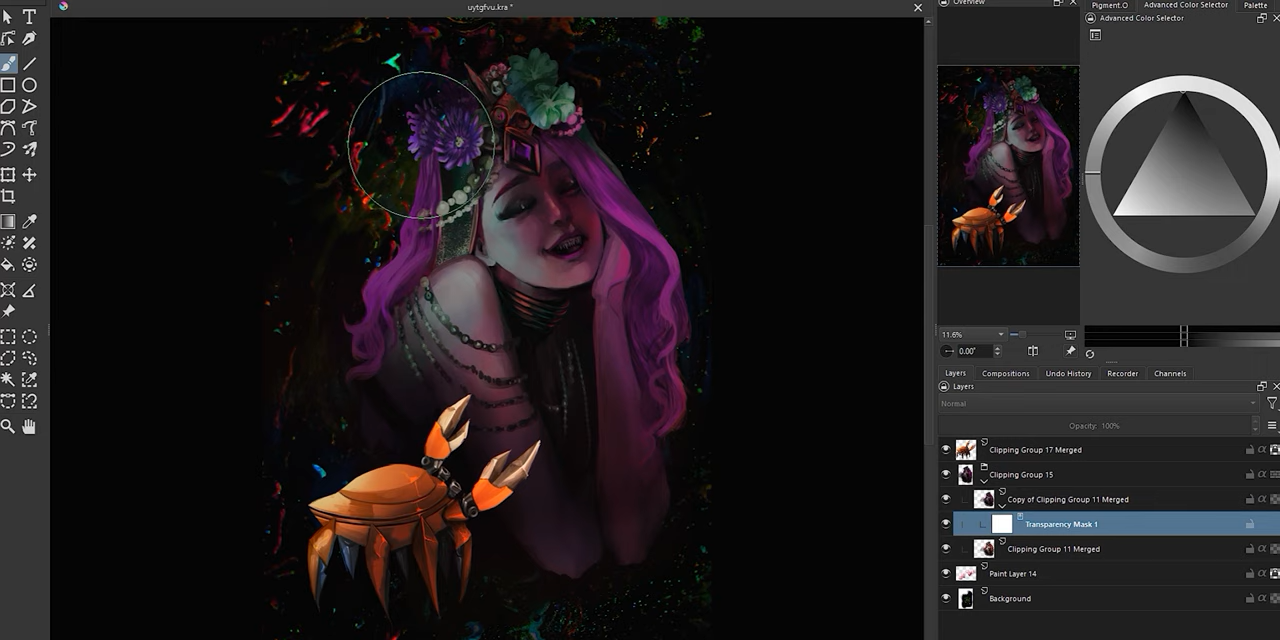 uytgfvu.kra *
Overview
Pigment.O
Advanced Color Selector
Palette
Advanced Color Selector
11.6%
0.00°
Layers
Compositions
Undo History
Recorder
Channels
Layers
Normal
Opacity: 100%
Clipping Group 17 Merged
Clipping Group 15
Copy of Clipping Group 11 Merged
Transparency Mask 1
Clipping Group 11 Merged
Paint Layer 14
Background